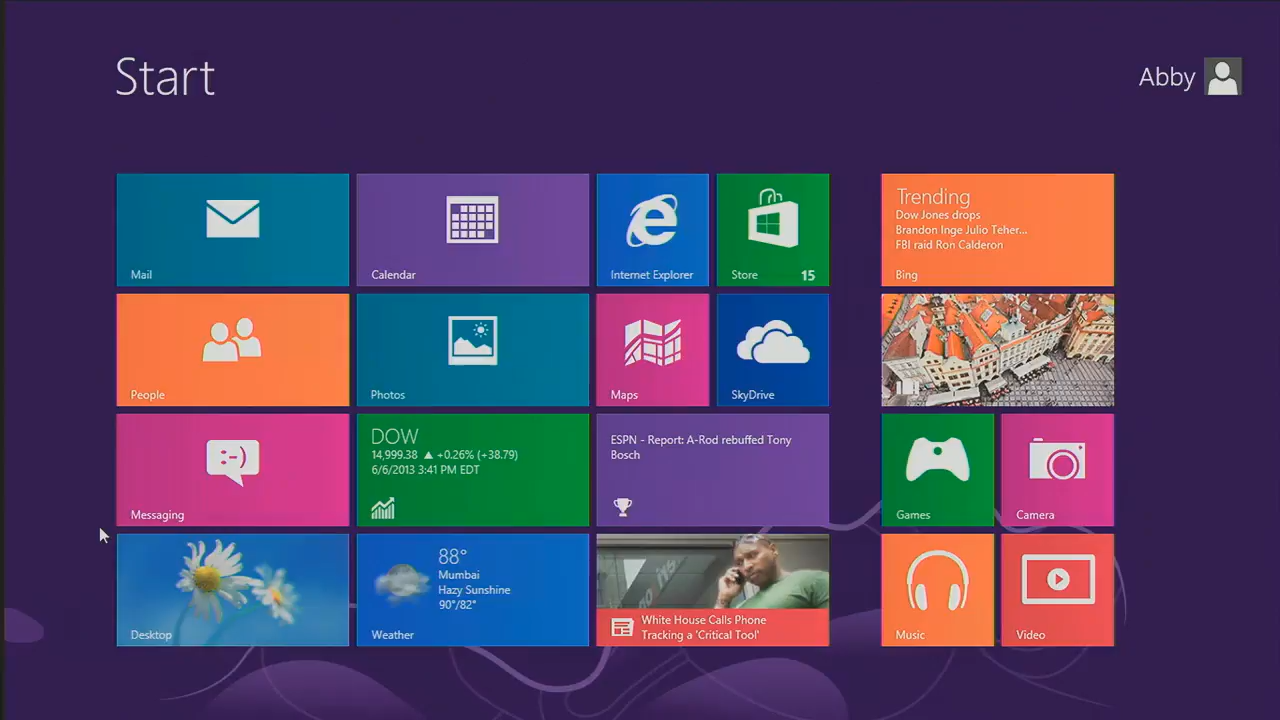 Start
Abby
Mail
Calendar
Internet Explorer
Store
15
Trending
Dow Jones drops
Brandon Inge Julio Teher...
FBI raid Ron Calderon
Bing
People
Photos
Maps
SkyDrive
Messaging
DOW
14,999.38 ▲ +0.26% (+38.79)
6/6/2013 3:41 PM EDT
ESPN - Report: A-Rod rebuffed Tony
Bosch
Games
Camera
Desktop
88°
Mumbai
Hazy Sunshine
90°/82°
Weather
White House Calls Phone
Tracking a 'Critical Tool'
Music
Video